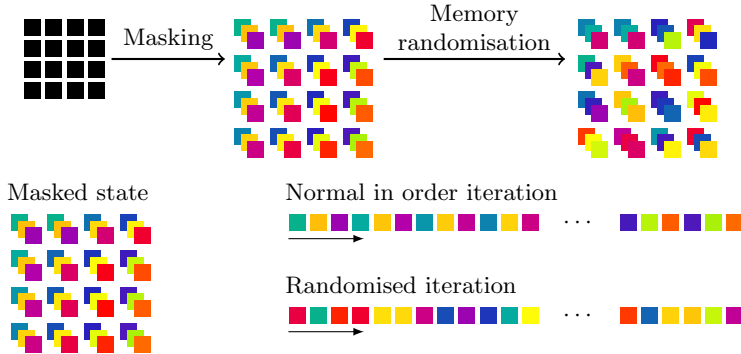 Masking
Memory
randomisation
Masked state
Normal in order iteration
...
Randomised iteration
...